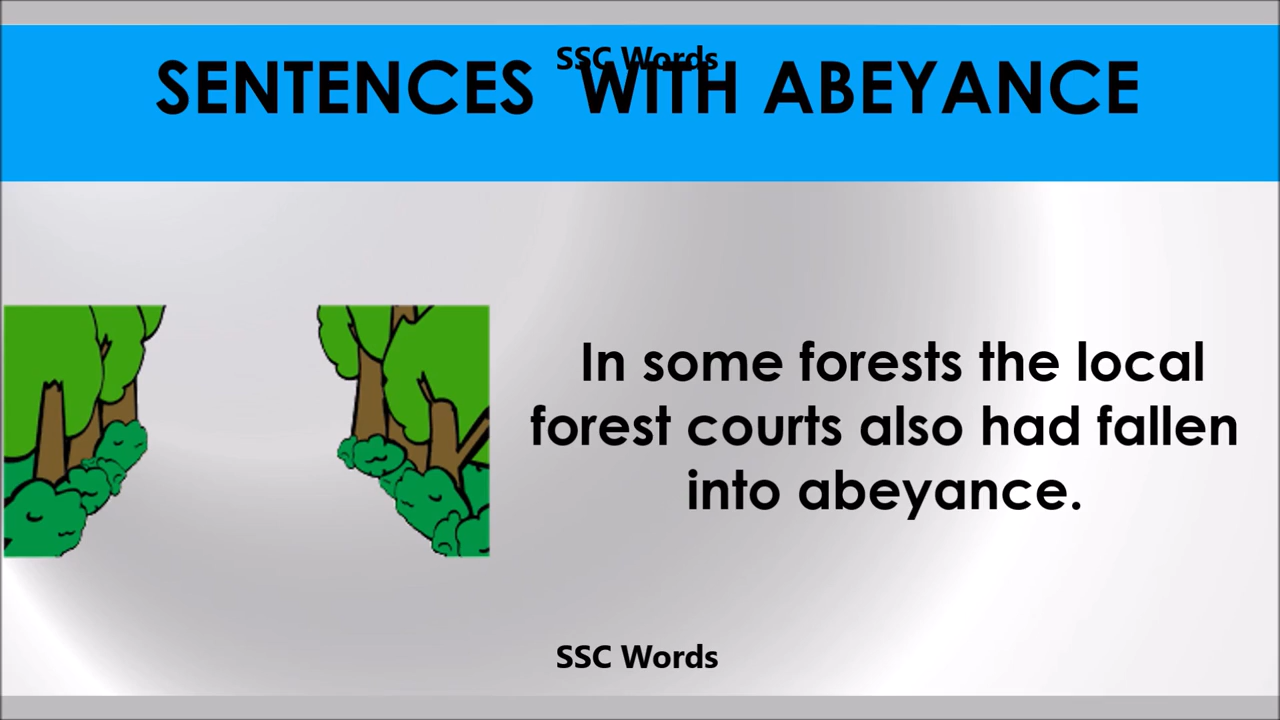 SSC Words
SENTENCES WITH ABEYANCE
In some forests the local
forest courts also had fallen
into abeyance.
SSC Words